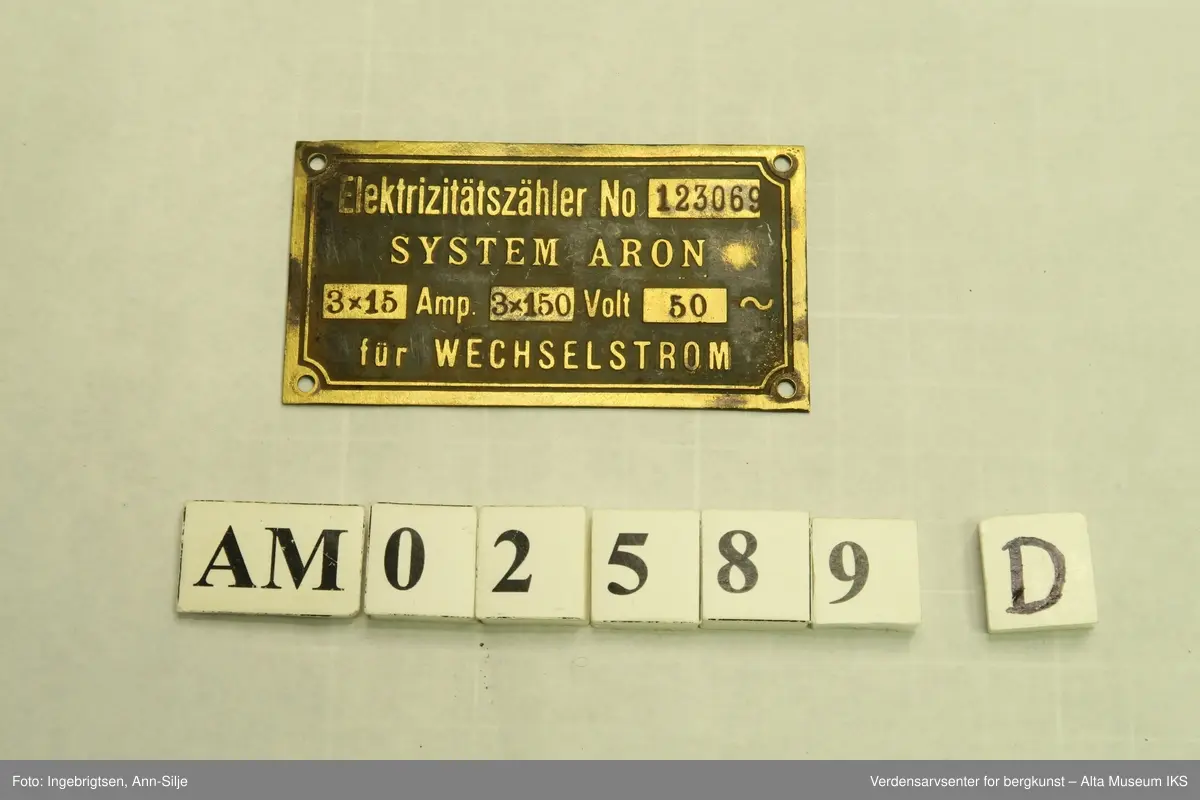 Elektrizitätszähler No 123069
SYSTEM ARON
3×15 Amp. 3×150 Volt 50 ~
für WECHSELSTROM
AM 0 2 5 8 9 D
Foto: Ingebrigtsen, Ann-Silje
Verdensarvsenter for bergkunst – Alta Museum IKS